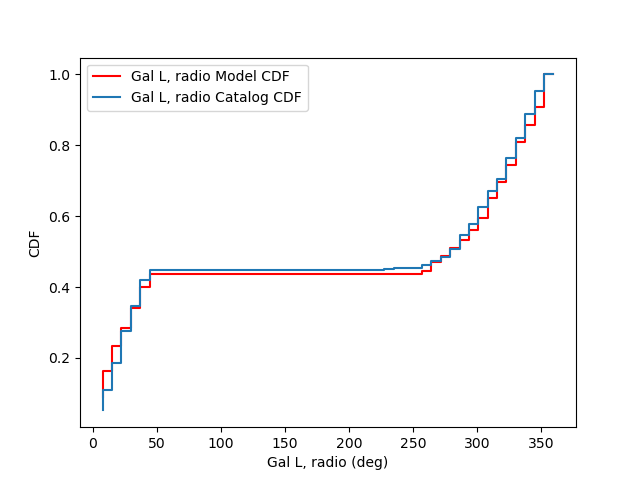 Gal L, radio Model CDF
Gal L, radio Catalog CDF
1.0
0.8
0.6
0.4
0.2
CDF
0 50 100 150 200 250 300 350
Gal L, radio (deg)